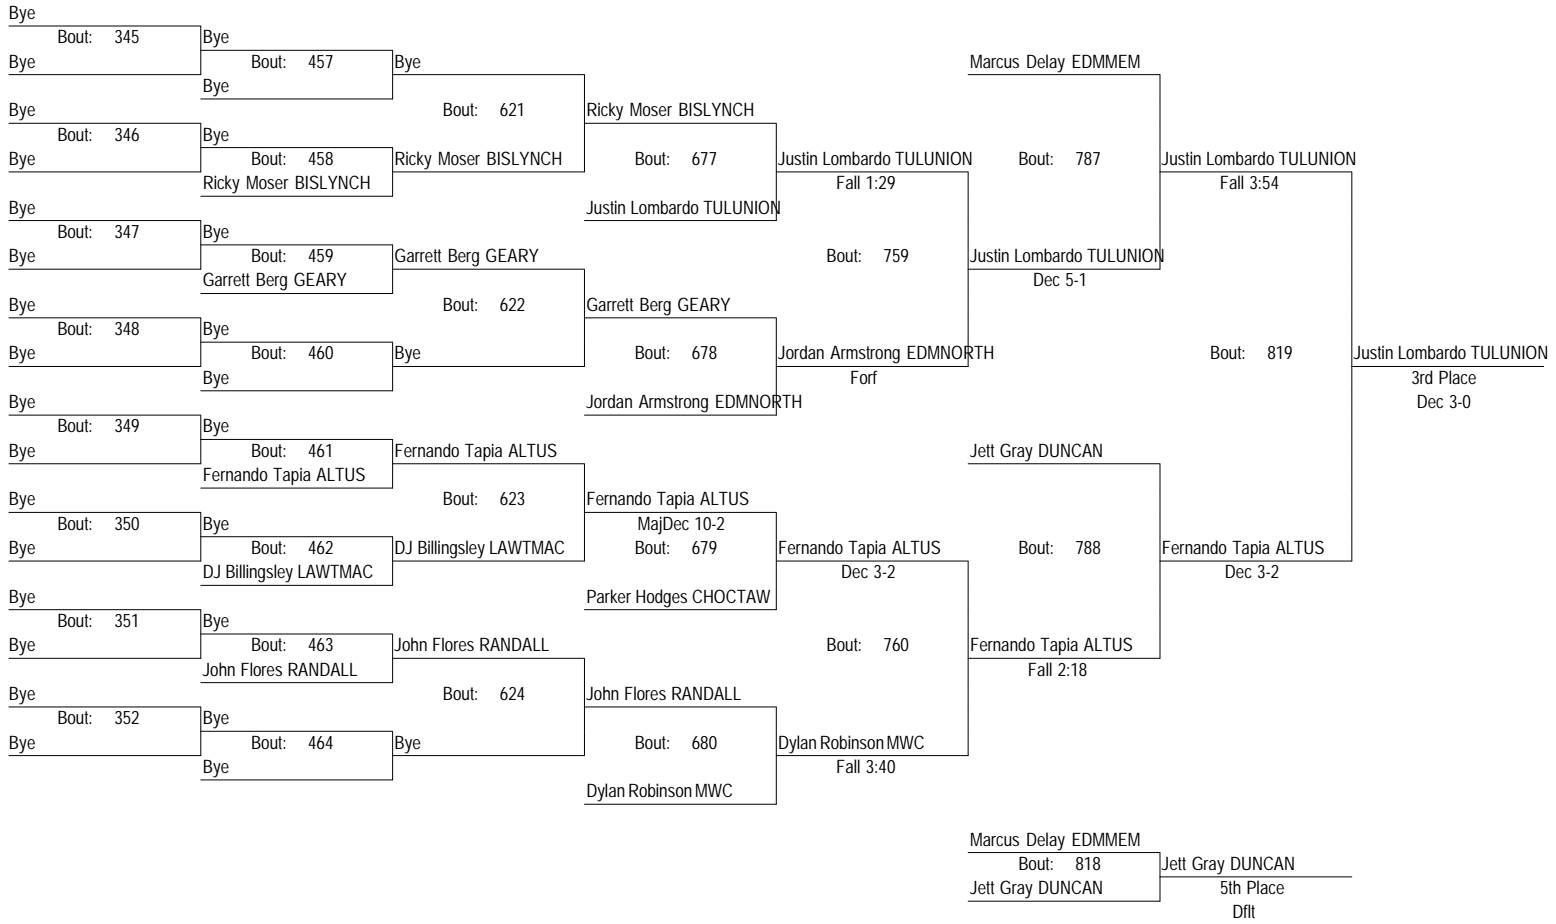 Bye
Bout: 345
Bye
Bye
Bout: 457
Bye
Bye
Bout: 346
Bye
Bye
Bout: 458
Ricky Moser BISLYNCH
Bye
Bout: 621
Ricky Moser BISLYNCH
Bye
Bout: 347
Bye
Bye
Bout: 459
Garrett Berg GEARY
Bye
Bout: 348
Bye
Bye
Bout: 460
Bye
Garrett Berg GEARY
Bout: 622
Bye
Bye
Bout: 349
Bye
Bye
Bout: 461
Fernando Tapia ALTUS
Bye
Bout: 350
Bye
Bye
Bout: 462
DJ Billingsley LAWTMAC
Fernando Tapia ALTUS
Bout: 623
DJ Billingsley LAWTMAC
Bye
Bout: 351
Bye
Bye
Bout: 463
John Flores RANDALL
Bye
Bout: 352
Bye
Bye
Bout: 464
Bye
John Flores RANDALL
Bout: 624
Bye
Ricky Moser BISLYNCH
Bout: 677
Justin Lombardo TULUNION
Garrett Berg GEARY
Bout: 678
Jordan Armstrong EDMNORTH
Fernando Tapia ALTUS
MajDec 10-2
Bout: 679
Parker Hodges CHOCTAW
John Flores RANDALL
Bout: 680
Dylan Robinson MWC
Justin Lombardo TULUNION
Fall 1:29
Bout: 759
Jordan Armstrong EDMNORTH
Forf
Fernando Tapia ALTUS
Dec 3-2
Bout: 760
Dylan Robinson MWC
Fall 3:40
Marcus Delay EDMMEM
Bout: 787
Justin Lombardo TULUNION
Dec 5-1
Jett Gray DUNCAN
Bout: 788
Fernando Tapia ALTUS
Fall 2:18
Justin Lombardo TULUNION
Fall 3:54
Bout: 819
Fernando Tapia ALTUS
Dec 3-2
Justin Lombardo TULUNION
3rd Place
Dec 3-0
Marcus Delay EDMMEM
Bout: 818
Jett Gray DUNCAN
Jett Gray DUNCAN
5th Place
Dflt